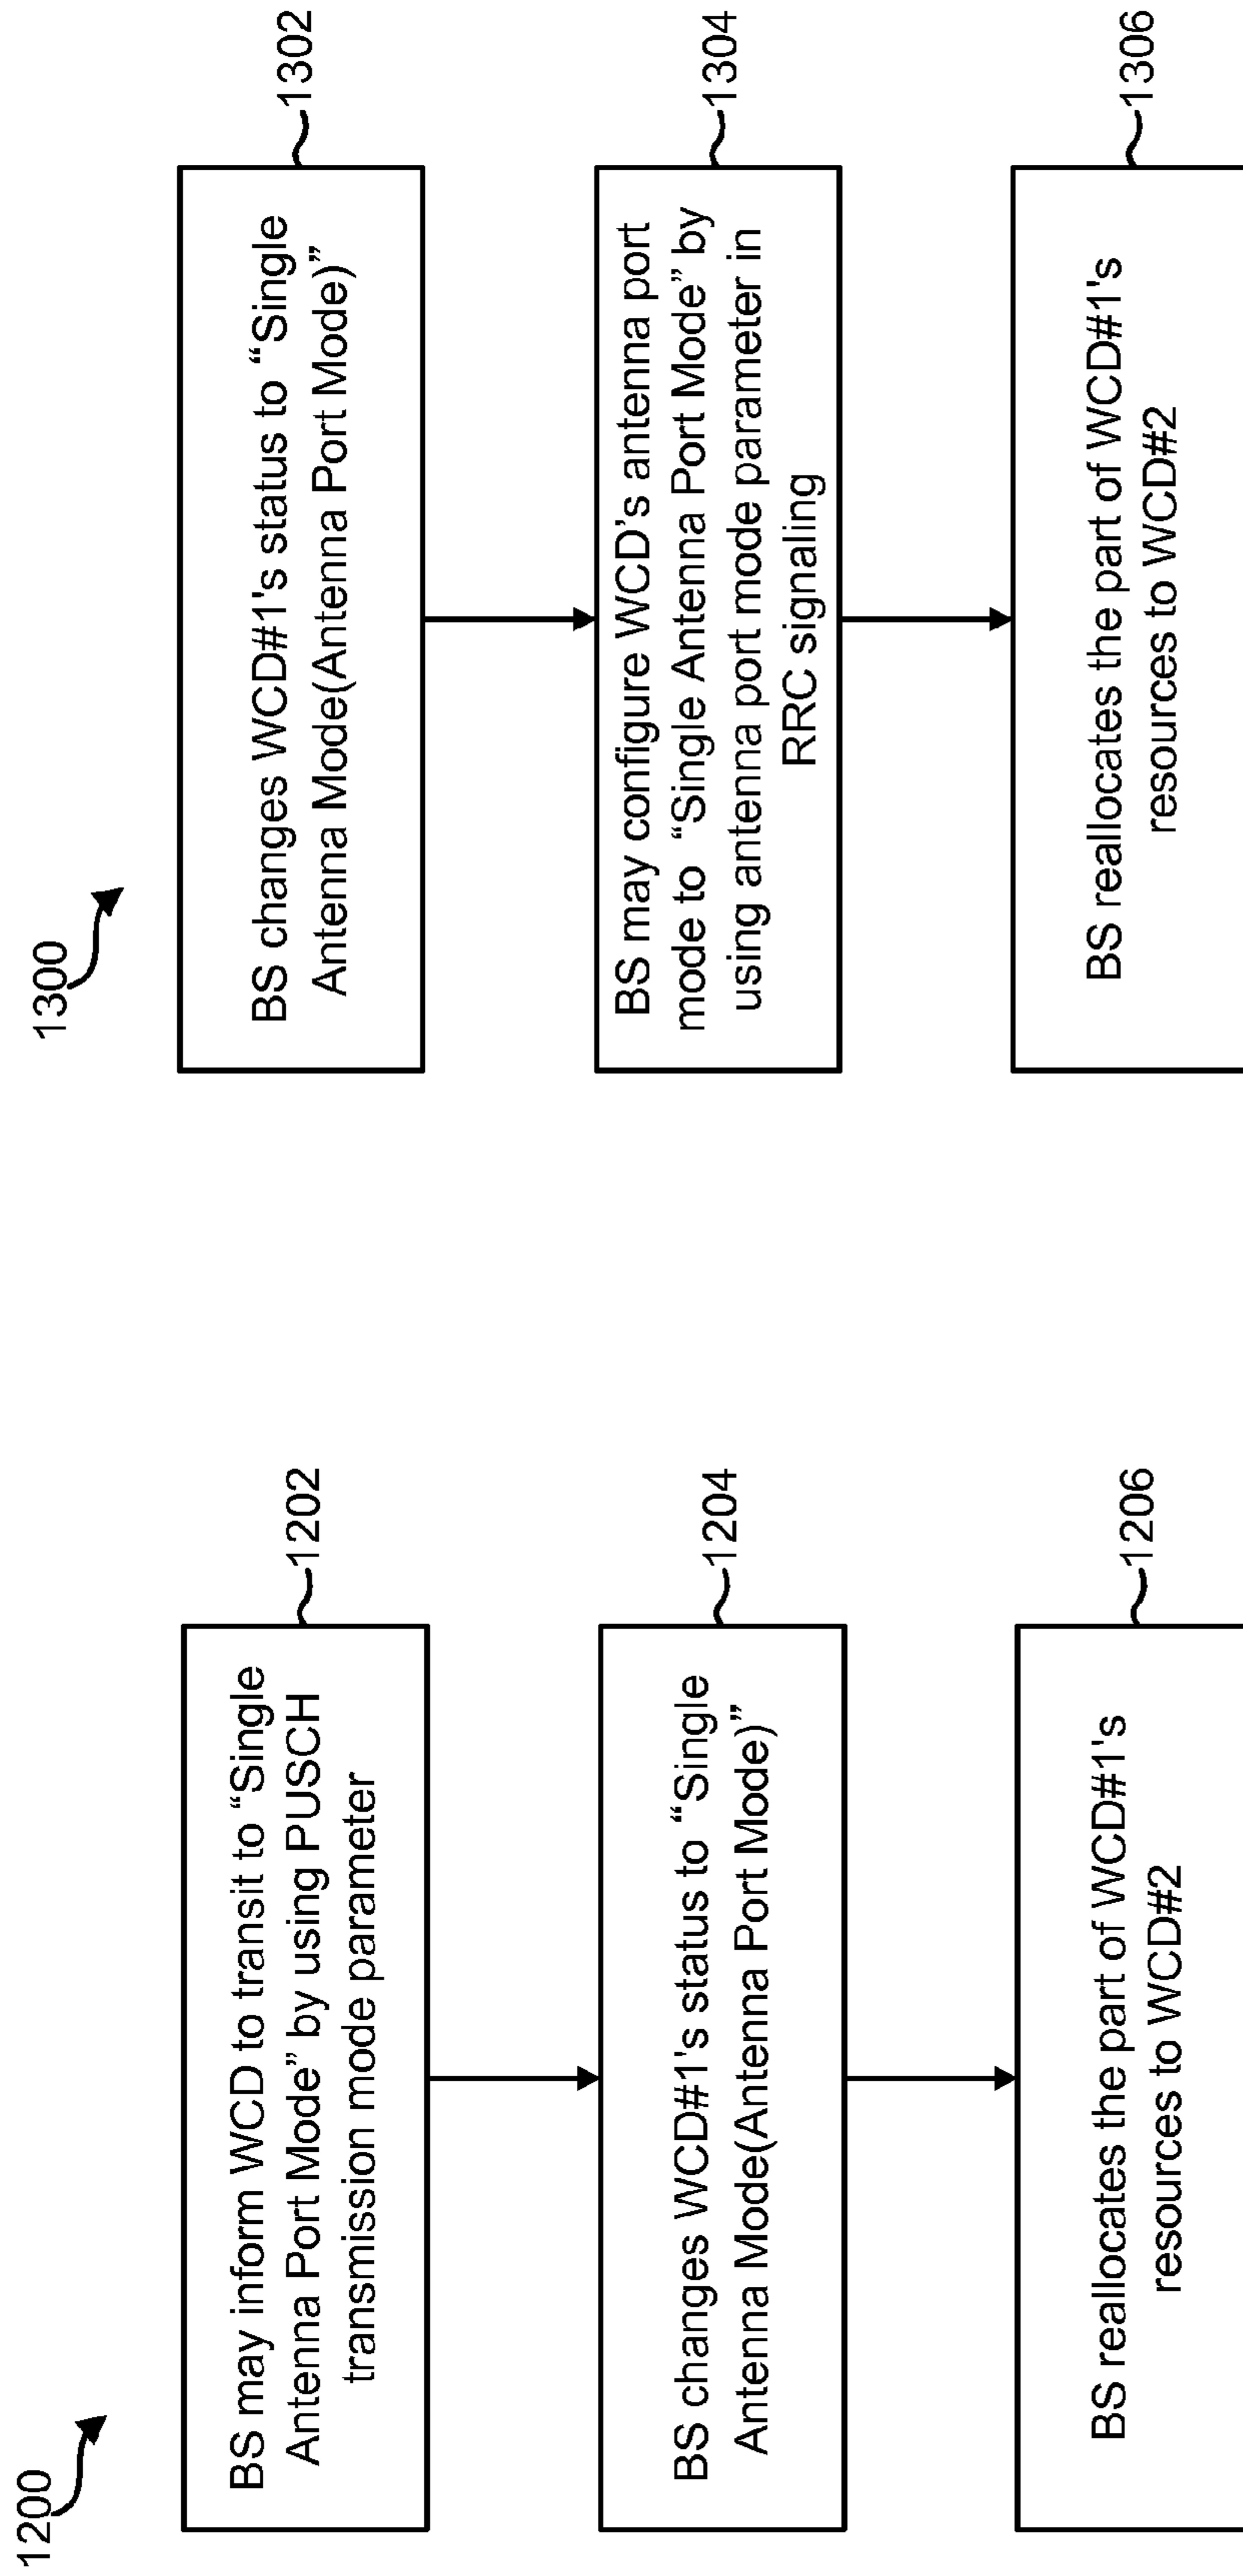 1200
BS may inform WCD to transit to “Single
Antenna Port Mode” by using PUSCH
transmission mode parameter
1202
BS changes WCD#1's status to “Single
Antenna Mode(Antenna Port Mode)”
1204
BS reallocates the part of WCD#1's
resources to WCD#2
1206
1300
BS changes WCD#1's status to “Single
Antenna Mode(Antenna Port Mode)”
1302
BS may configure WCD’s antenna port
mode to “Single Antenna Port Mode” by
using antenna port mode parameter in
RRC signaling
1304
BS reallocates the part of WCD#1's
resources to WCD#2
1306